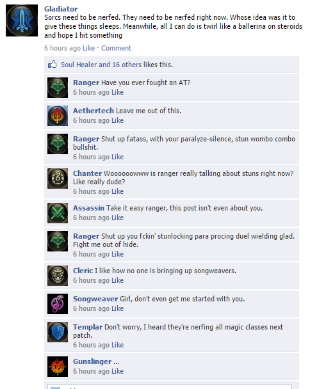 Gladiator
Sorcs need to be nerfed. They need to be nerfed right now. Whose idea was it to
give these things sleeps. Meanwhile, all I can do is twirl like a ballerina on steroids
and hope I hit something
6 hours ago Like · Comment
Soul Healer and 16 others likes this.
Ranger Have you ever fought an AT?
6 hours ago Like
Aethertech Leave me out of this.
6 hours ago Like
Ranger Shut up fatass, with your paralyze-silence, stun wombo combo
bullshit.
6 hours ago Like
Chanter Woooooowww is ranger really talking about stuns right now?
Like really dude?
6 hours ago Like
Assassin Take it easy ranger, this post isn't even about you.
6 hours ago Like
Ranger Shut up you fckin' stunlocking para procing duel wielding glad.
Fight me out of hide.
6 hours ago Like
Cleric I like how no one is bringing up songweavers.
6 hours ago Like
Songweaver Girl, don't even get me started with you.
6 hours ago Like
Templar Don't worry, I heard they're nerfing all magic classes next
patch.
6 hours ago Like
Gunslinger ...
6 hours ago Like